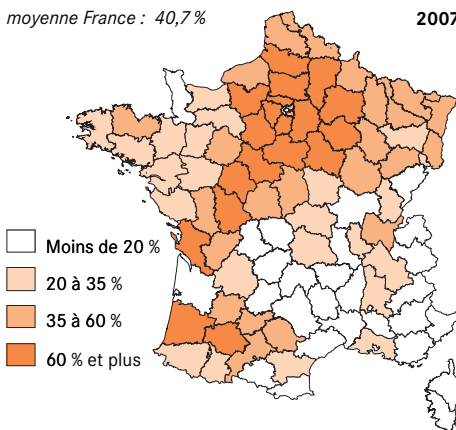 moyenne France : 40,7 %
2007
Moins de 20 %
20 à 35 %
35 à 60 %
60 % et plus